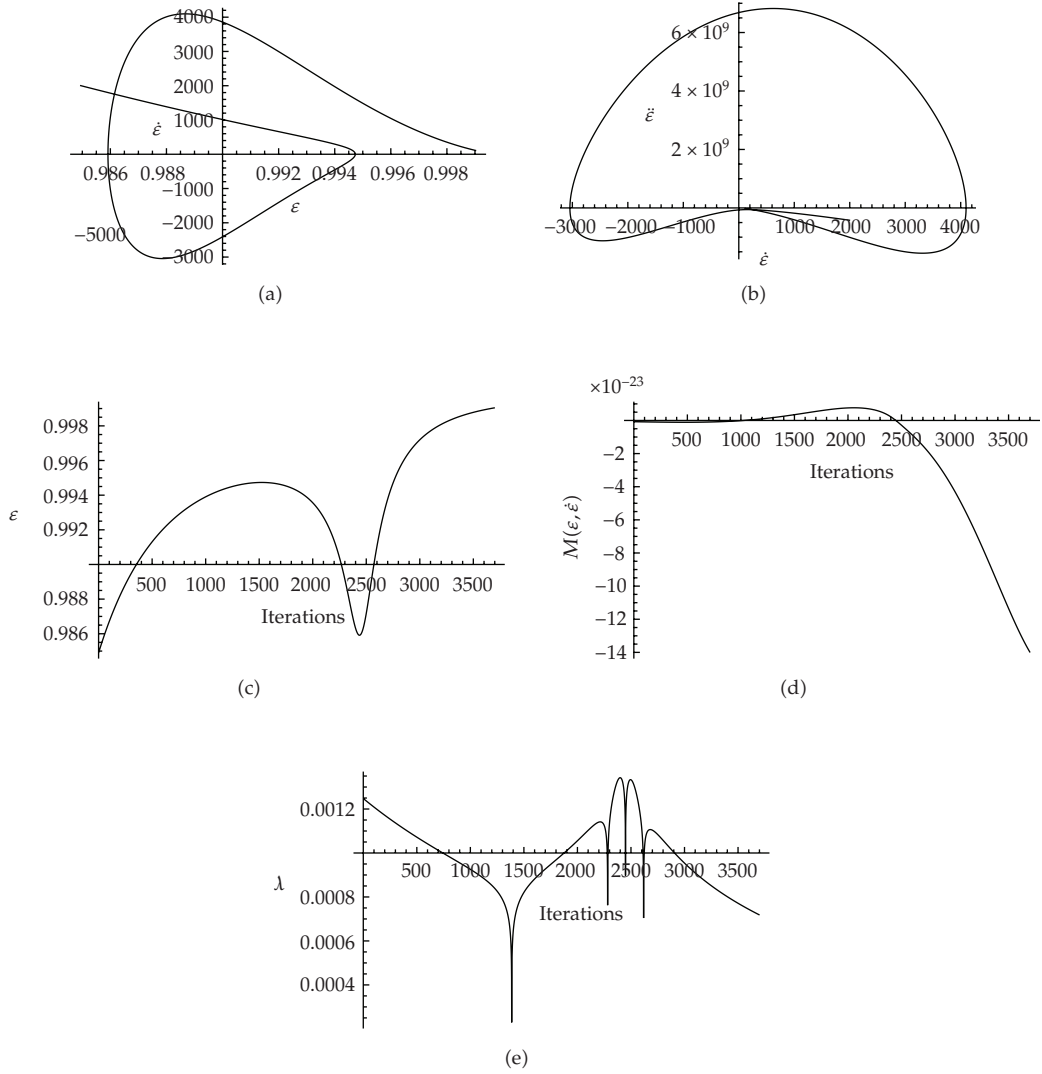 4000
3000
2000
1000
ε̇
0.986 0.988 0.992 0.994 0.996 0.998
−1000
−2000
−3000
−5000
ε
(a)
6 × 10⁹
4 × 10⁹
2 × 10⁹
ε̈
−3000 −2000 −1000 1000 2000 3000 4000
ε̇
(b)
0.998
0.996
0.994
0.992
0.988
0.986
ε
500 1000 1500 2000 2500 3000 3500
Iterations
(c)
×10⁻²³
500 1000 1500 2000 2500 3000 3500
Iterations
−2
−4
−6
−8
−10
−12
−14
M(ε, ε̇)
(d)
0.0012
0.0008
0.0006
0.0004
λ
500 1000 1500 2000 2500 3000 3500
Iterations
(e)